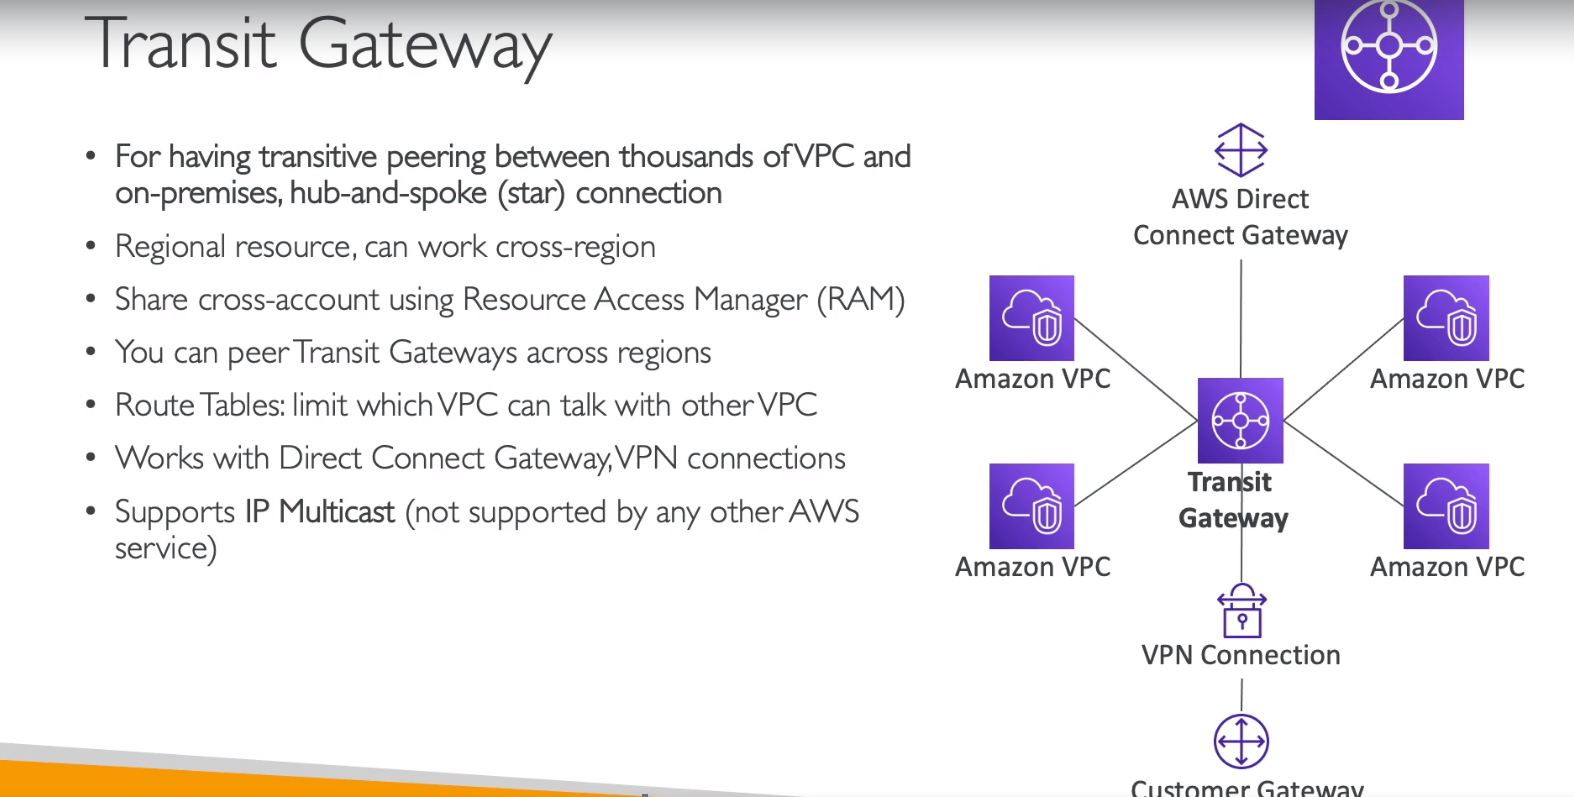 Transit Gateway
• For having transitive peering between thousands of VPC and
on-premises, hub-and-spoke (star) connection
• Regional resource, can work cross-region
• Share cross-account using Resource Access Manager (RAM)
• You can peer Transit Gateways across regions
• Route Tables: limit which VPC can talk with other VPC
• Works with Direct Connect Gateway, VPN connections
• Supports IP Multicast (not supported by any other AWS
service)
AWS Direct
Connect Gateway
Amazon VPC
Amazon VPC
Transit
Gateway
Amazon VPC
Amazon VPC
VPN Connection
Customer Gateway